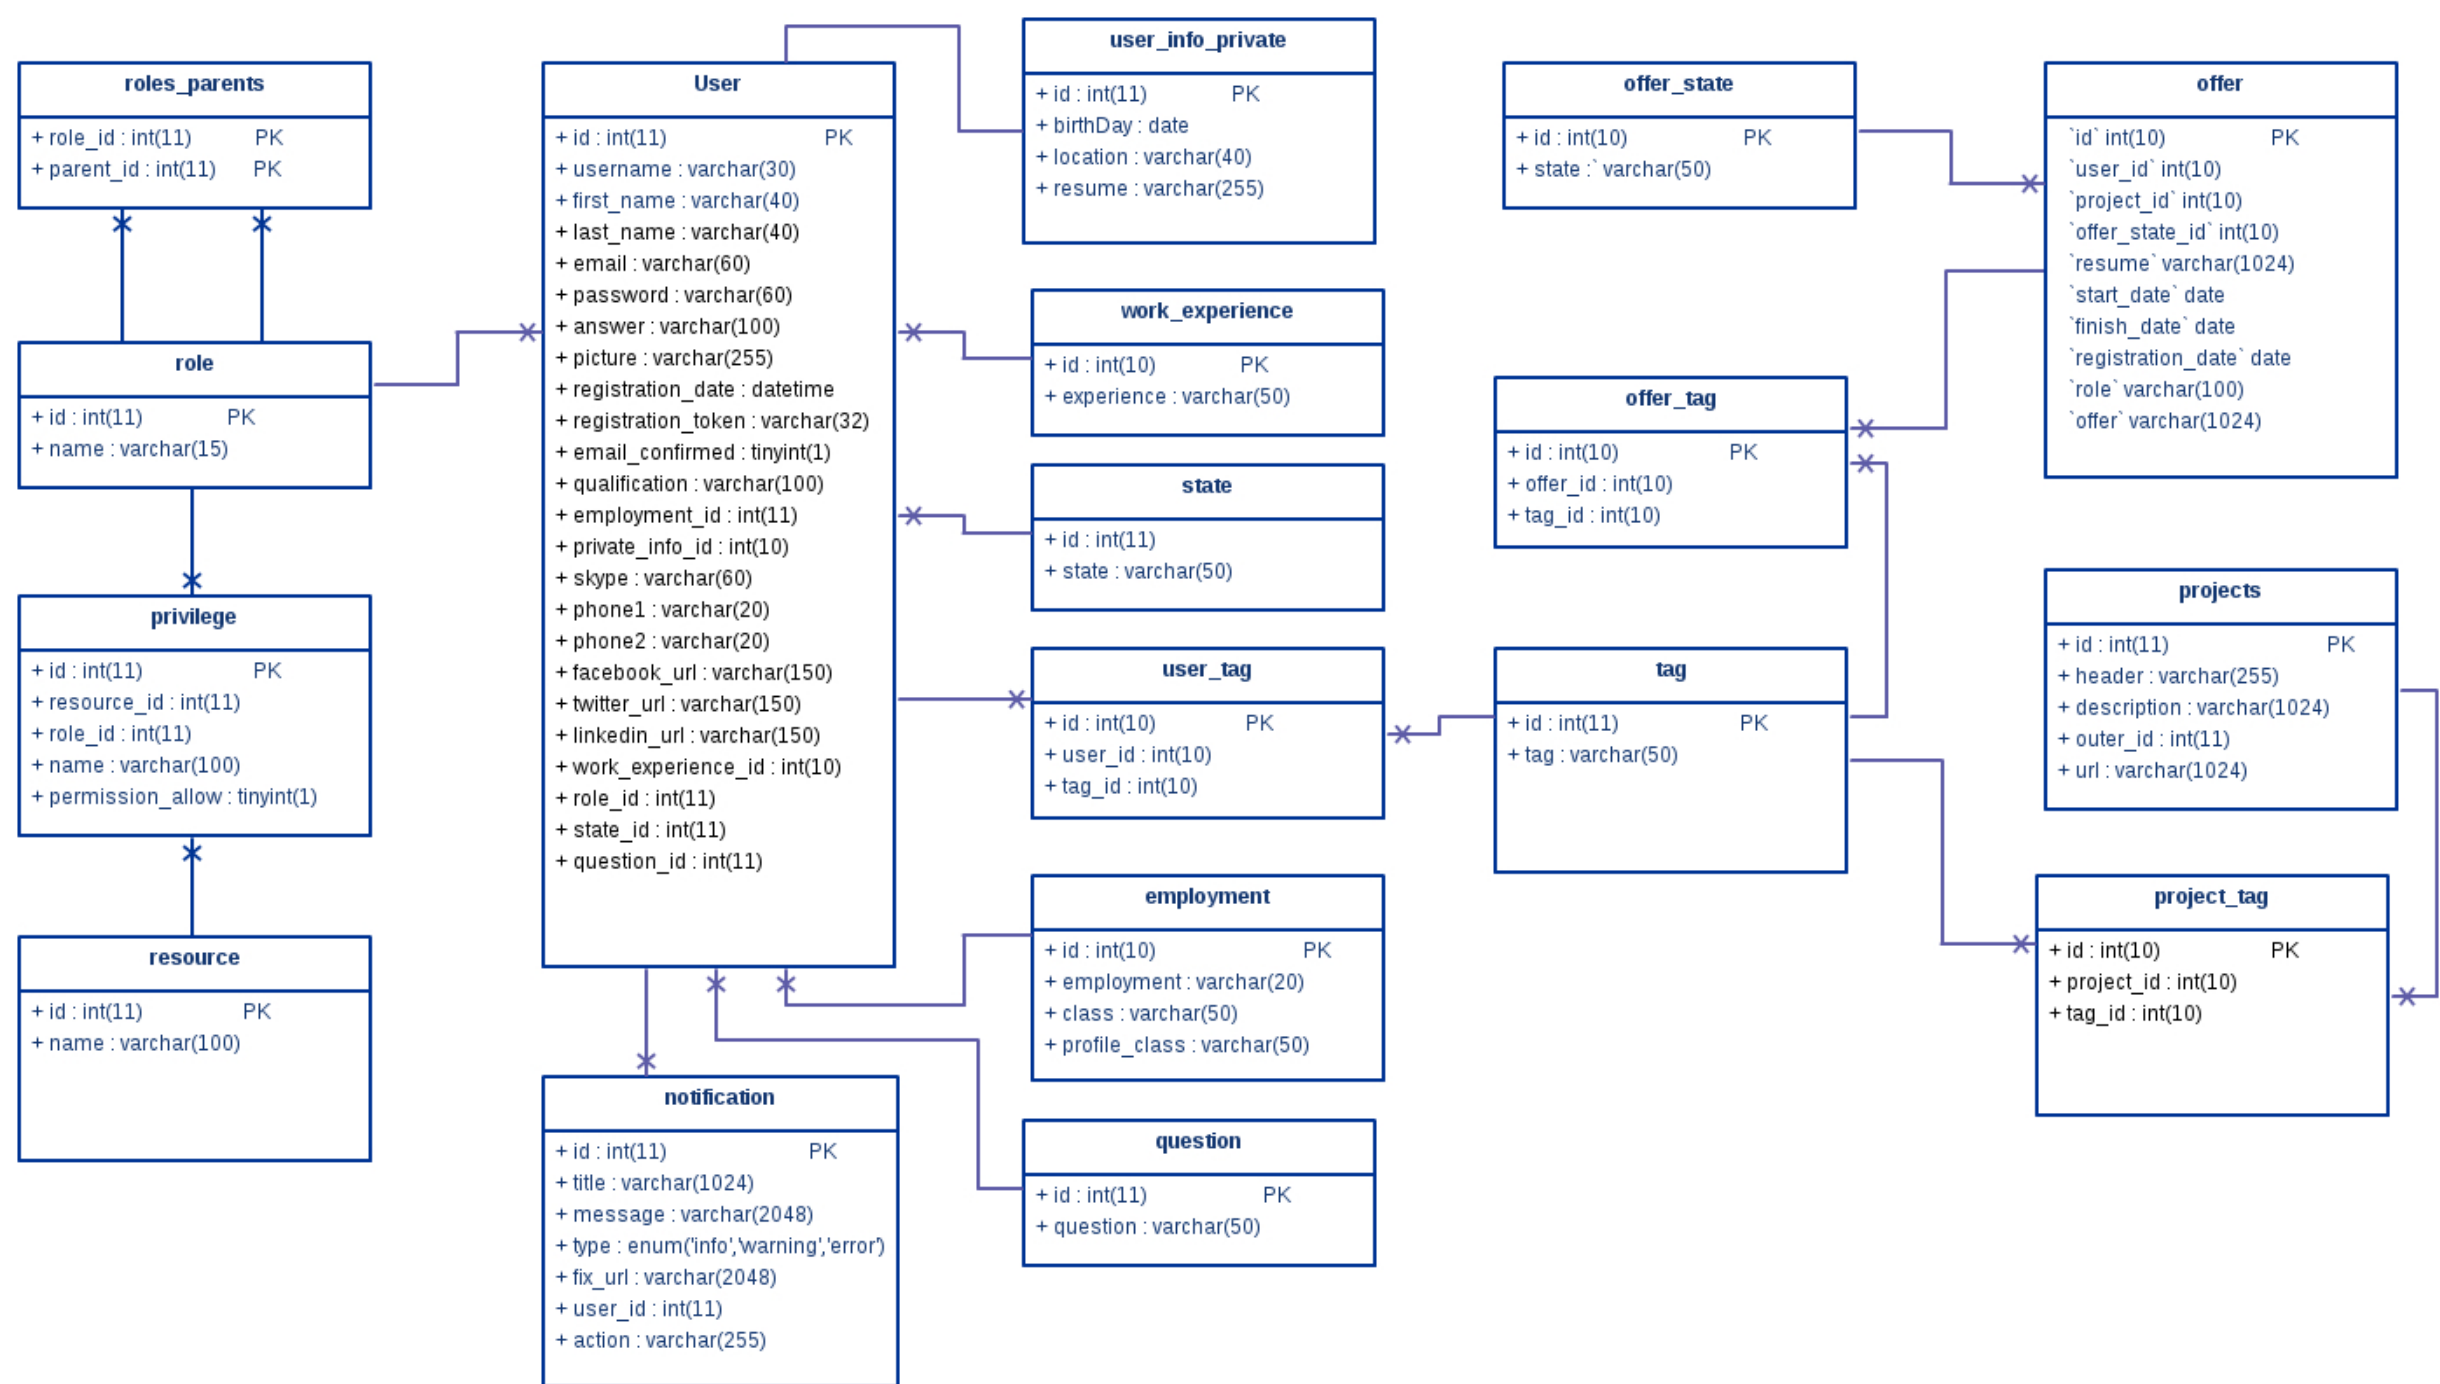 roles_parents
+ role_id : int(11) PK
+ parent_id : int(11) PK
role
+ id : int(11) PK
+ name : varchar(15)
privilege
+ id : int(11) PK
+ resource_id : int(11)
+ role_id : int(11)
+ name : varchar(100)
+ permission_allow : tinyint(1)
resource
+ id : int(11) PK
+ name : varchar(100)
User
+ id : int(11) PK
+ username : varchar(30)
+ first_name : varchar(40)
+ last_name : varchar(40)
+ email : varchar(60)
+ password : varchar(60)
+ answer : varchar(100)
+ picture : varchar(255)
+ registration_date : datetime
+ registration_token : varchar(32)
+ email_confirmed : tinyint(1)
+ qualification : varchar(100)
+ employment_id : int(11)
+ private_info_id : int(10)
+ skype : varchar(60)
+ phone1 : varchar(20)
+ phone2 : varchar(20)
+ facebook_url : varchar(150)
+ twitter_url : varchar(150)
+ linkedin_url : varchar(150)
+ work_experience_id : int(10)
+ role_id : int(11)
+ state_id : int(11)
+ question_id : int(11)
notification
+ id : int(11) PK
+ title : varchar(1024)
+ message : varchar(2048)
+ type : enum('info','warning','error')
+ fix_url : varchar(2048)
+ user_id : int(11)
+ action : varchar(255)
user_info_private
+ id : int(11) PK
+ birthDay : date
+ location : varchar(40)
+ resume : varchar(255)
work_experience
+ id : int(10) PK
+ experience : varchar(50)
state
+ id : int(11)
+ state : varchar(50)
user_tag
+ id : int(10) PK
+ user_id : int(10)
+ tag_id : int(10)
employment
+ id : int(10) PK
+ employment : varchar(20)
+ class : varchar(50)
+ profile_class : varchar(50)
question
+ id : int(11) PK
+ question : varchar(50)
offer_state
+ id : int(10) PK
+ state :` varchar(50)
offer_tag
+ id : int(10) PK
+ offer_id : int(10)
+ tag_id : int(10)
tag
+ id : int(11) PK
+ tag : varchar(50)
offer
`id` int(10) PK
`user_id` int(10)
`project_id` int(10)
`offer_state_id` int(10)
`resume` varchar(1024)
`start_date` date
`finish_date` date
`registration_date` date
`role` varchar(100)
`offer` varchar(1024)
projects
+ id : int(11) PK
+ header : varchar(255)
+ description : varchar(1024)
+ outer_id : int(11)
+ url : varchar(1024)
project_tag
+ id : int(10) PK
+ project_id : int(10)
+ tag_id : int(10)